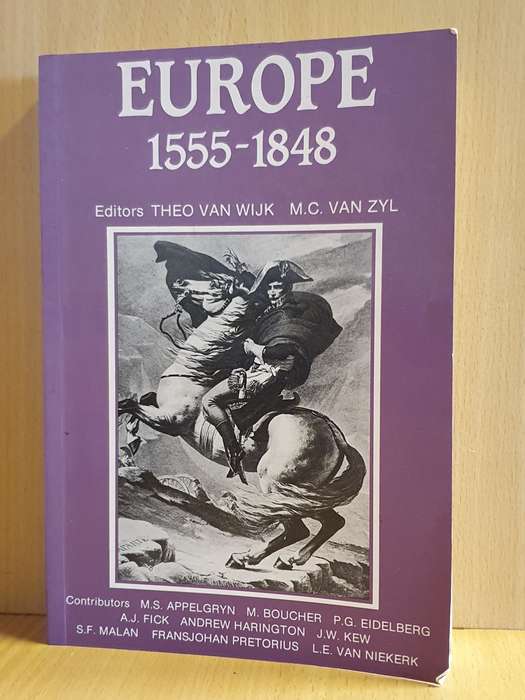 EUROPE
1555-1848
Editors THEO VAN WIJK M.C. VAN ZYL
Contributors M.S. APPELGRYN M. BOUCHER P.G. EIDELBERG
A.J. FICK ANDREW HARINGTON J.W. KEW
S.F. MALAN FRANSJOHAN PRETORIUS L.E. VAN NIEKERK